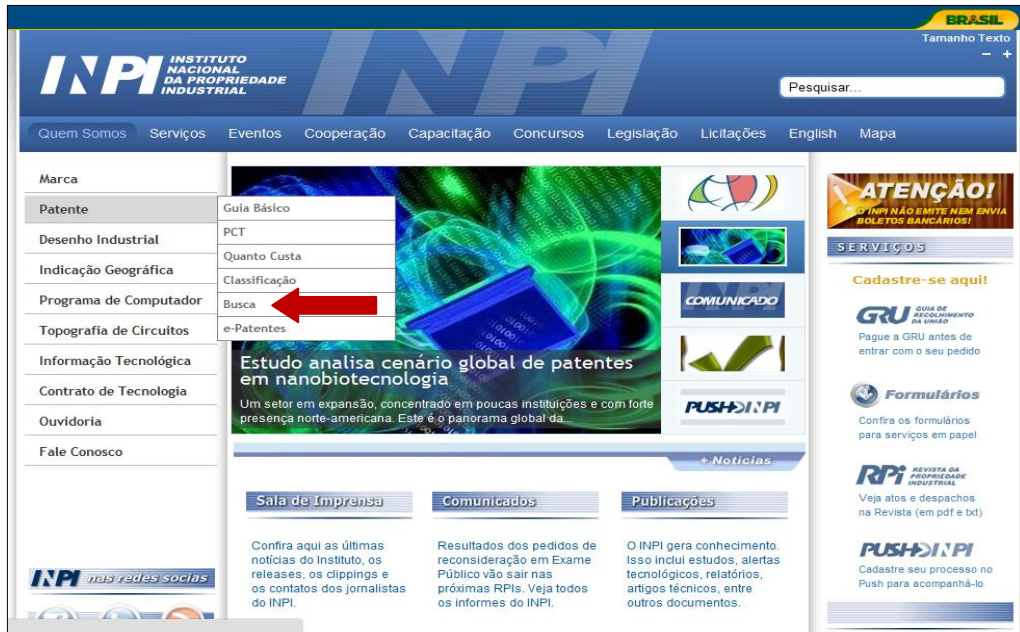 BRASIL
Tamanho Texto
- +
INPI
INSTITUTO
NACIONAL
DA PROPRIEDADE
INDUSTRIAL
INPI
Pesquisar...
Quem Somos Serviços Eventos Cooperação Capacitação Concursos Legislação Licitações English Mapa
Marca
Patente
Desenho Industrial
Indicação Geográfica
Programa de Computador
Topografia de Circuitos
Informação Tecnológica
Contrato de Tecnologia
Ouvidoria
Fale Conosco
Guia Básico
PCT
Quanto Custa
Classificação
Busca
e-Patentes
Estudo analisa cenário global de patentes
em nanobiotecnologia
Um setor em expansão, concentrado em poucas instituições e com forte
presença norte-americana. Este é o panorama global da...
COMUNICADO
PUSH INPI
+ Notícias
Sala de Imprensa
Confira aqui as últimas
notícias do Instituto, os
releases, os clippings e
os contatos dos jornalistas
do INPI.
Comunicados
Resultados dos pedidos de
reconsideração em Exame
Público vão sair nas
próximas RPIs. Veja todos
os informes do INPI.
Publicações
O INPI gera conhecimento.
Isso inclui estudos, alertas
tecnológicos, relatórios,
artigos técnicos, entre
outros documentos.
ATENÇÃO!
O INPI NÃO EMITE NEM ENVIA
BOLETOS BANCÁRIOS!
SERVIÇOS
Cadastre-se aqui!
GRU GUIA DE
RECOLHIMENTO
DA UNIÃO
Pague a GRU antes de
entrar com o seu pedido
Formulários
Confira os formulários
para serviços em papel
RPi REVISTA DA
PROPRIEDADE
INDUSTRIAL
Veja atos e despachos
na Revista (em pdf e txt)
PUSH INPI
Cadastre seu processo no
Push para acompanhá-lo
INPI nas redes socias